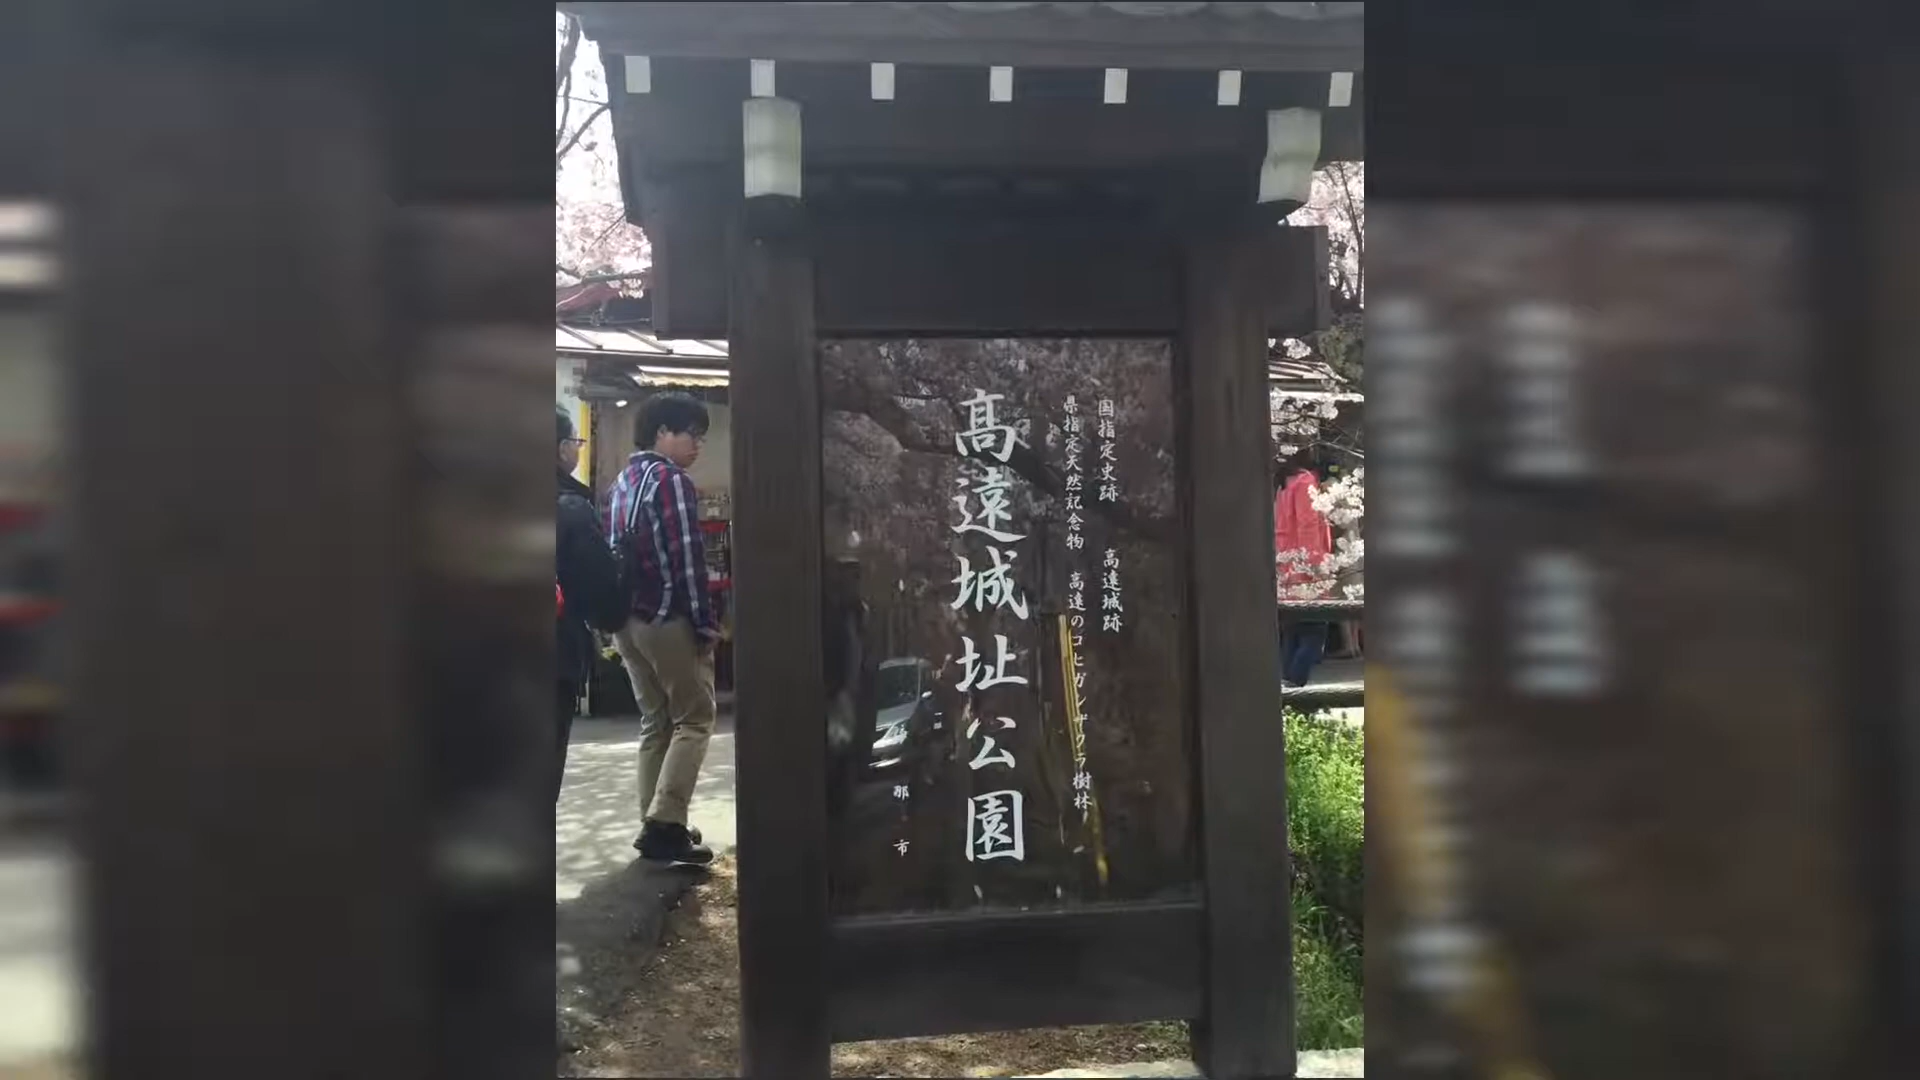 国指定史跡 高遠城跡
県指定天然記念物 高遠のコヒガンザクラ樹林
高遠城址公園
那市